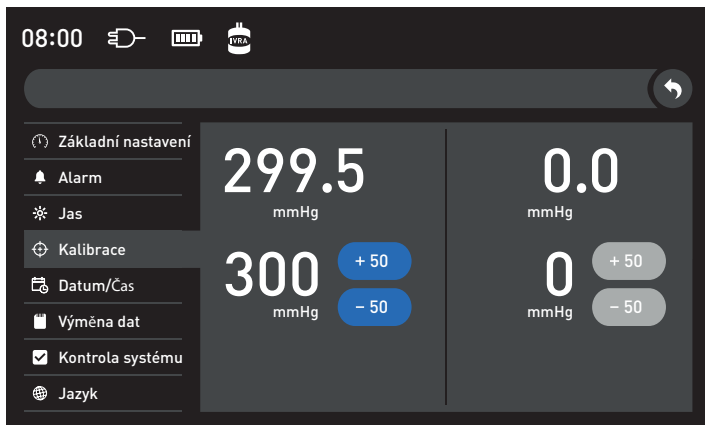 08:00
IVRA
Základní nastavení
Alarm
Jas
Kalibrace
Datum/Čas
Výměna dat
Kontrola systému
Jazyk
299.5
mmHg
300
mmHg
+ 50
− 50
0.0
mmHg
0
mmHg
+ 50
− 50